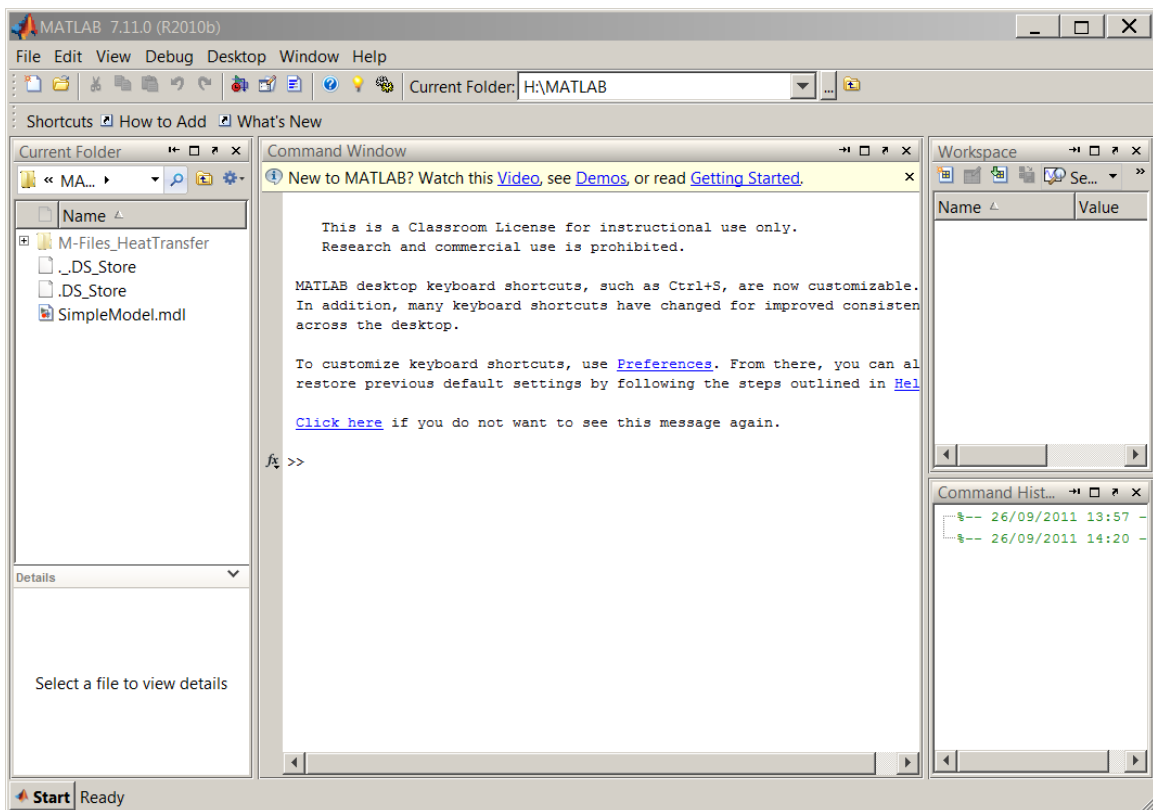 MATLAB 7.11.0 (R2010b)
File Edit View Debug Desktop Window Help
Current Folder: H:\MATLAB
Shortcuts How to Add What's New
Current Folder
« MA...
Name
M-Files_HeatTransfer
._.DS_Store
.DS_Store
SimpleModel.mdl
Details
Select a file to view details
Command Window
New to MATLAB? Watch this Video, see Demos, or read Getting Started.
This is a Classroom License for instructional use only.
Research and commercial use is prohibited.
MATLAB desktop keyboard shortcuts, such as Ctrl+S, are now customizable.
In addition, many keyboard shortcuts have changed for improved consisten
across the desktop.
To customize keyboard shortcuts, use Preferences. From there, you can al
restore previous default settings by following the steps outlined in Hel
Click here if you do not want to see this message again.
fx >>
Workspace
Se...
Name Value
Command Hist...
%-- 26/09/2011 13:57 -
%-- 26/09/2011 14:20 -
Start Ready